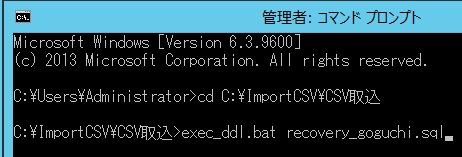 管理者: コマンド プロンプト
Microsoft Windows [Version 6.3.9600]
(c) 2013 Microsoft Corporation. All rights reserved.
C:¥Users¥Administrator>cd C:¥ImportCSV¥CSV取込
C:¥ImportCSV¥CSV取込>exec_ddl.bat recovery_goguchi.sql